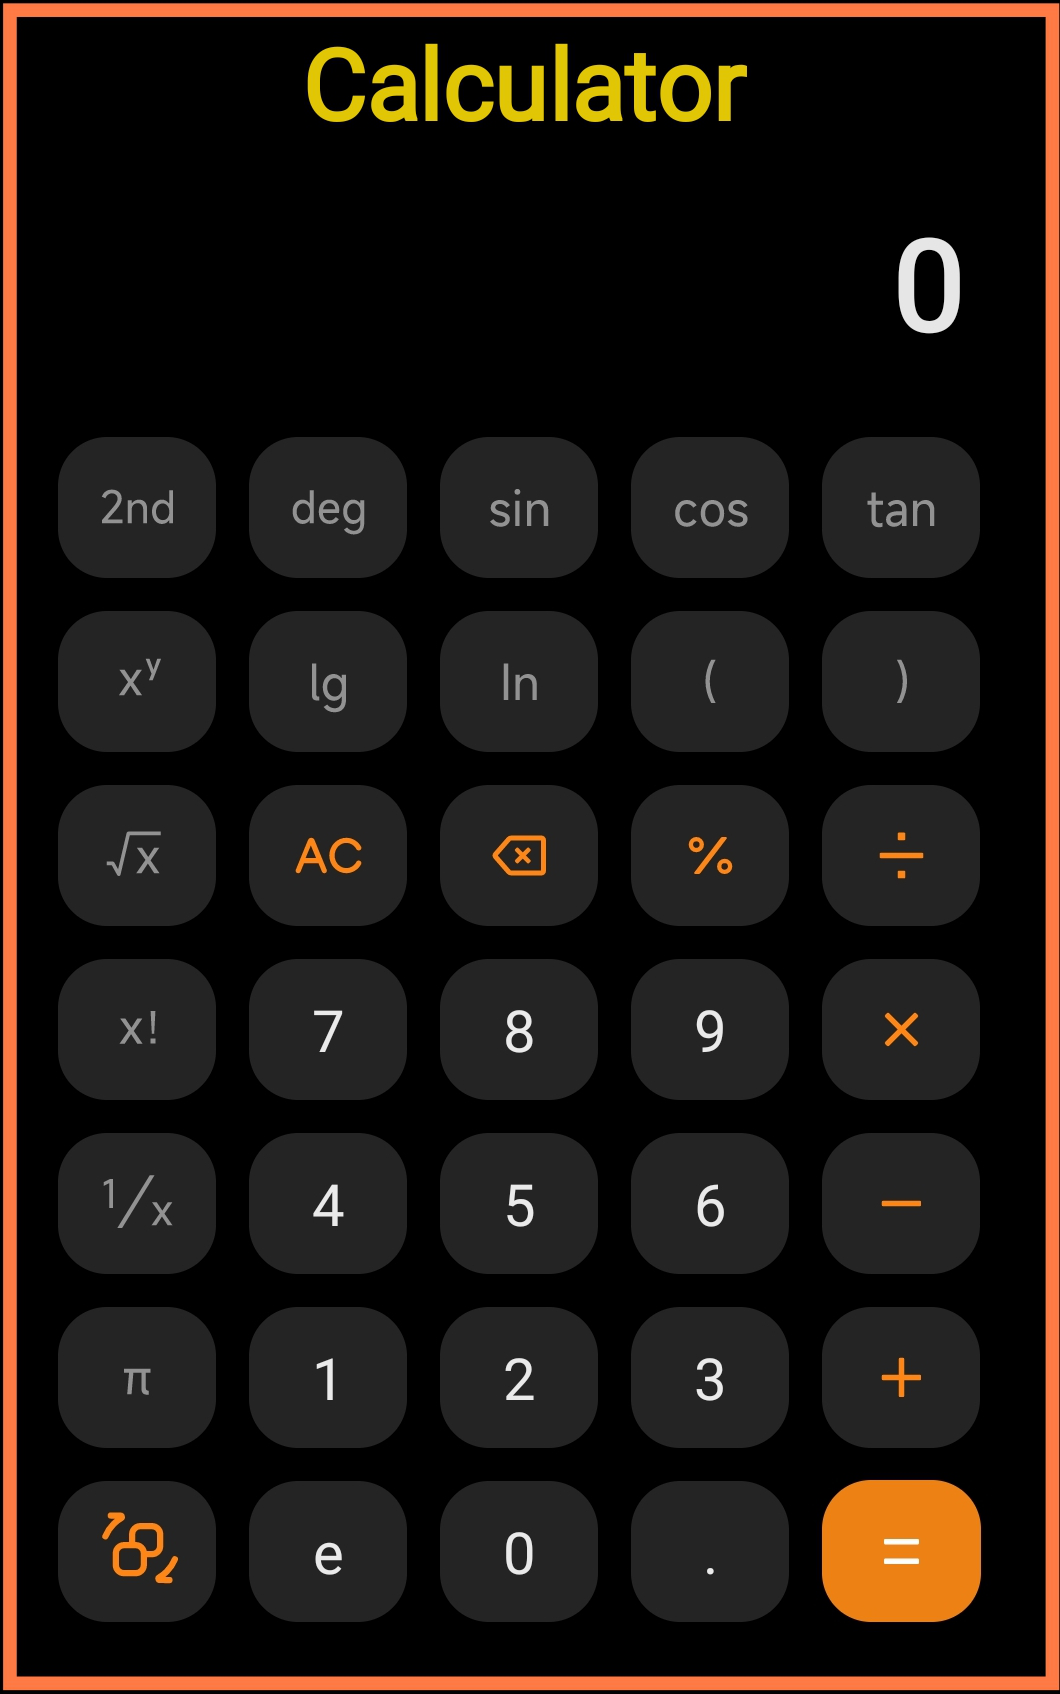 Calculator
0
2nd deg sin cos tan
xʸ lg ln ( )
√x AC % ÷
x! 7 8 9 ×
1/x 4 5 6 −
π 1 2 3 +
e 0 . =